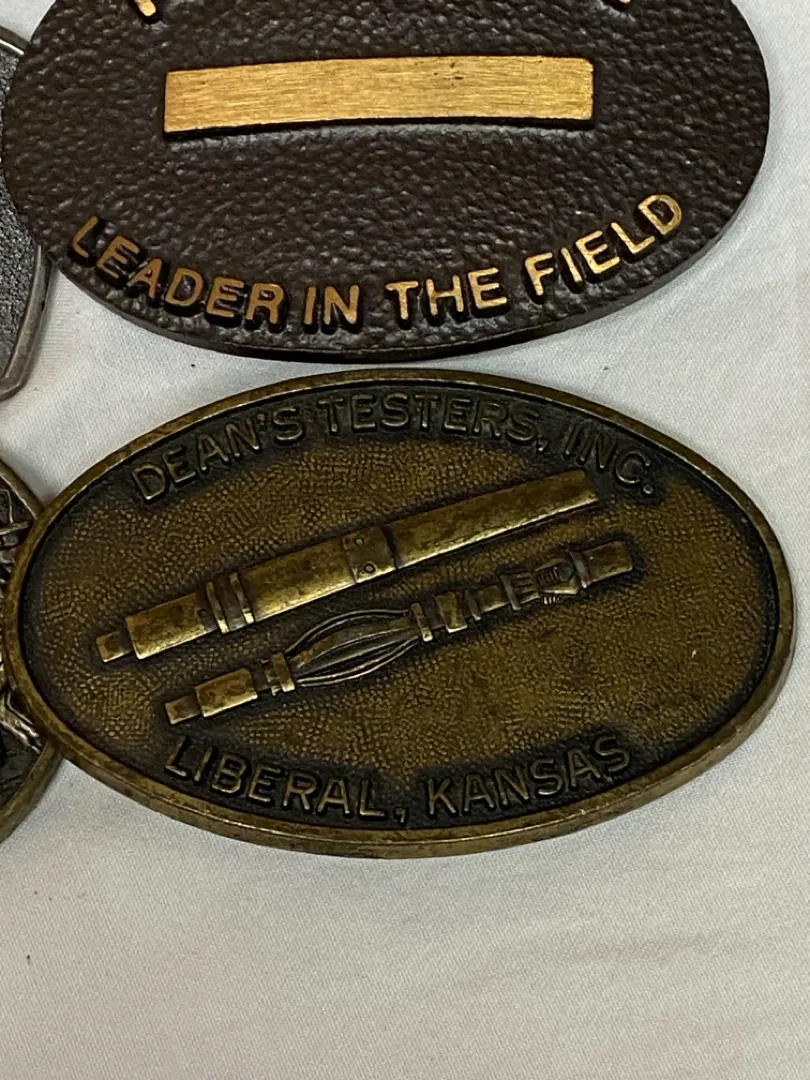 LEADER IN THE FIELD
DEAN'S TESTERS, INC.
LIBERAL, KANSAS